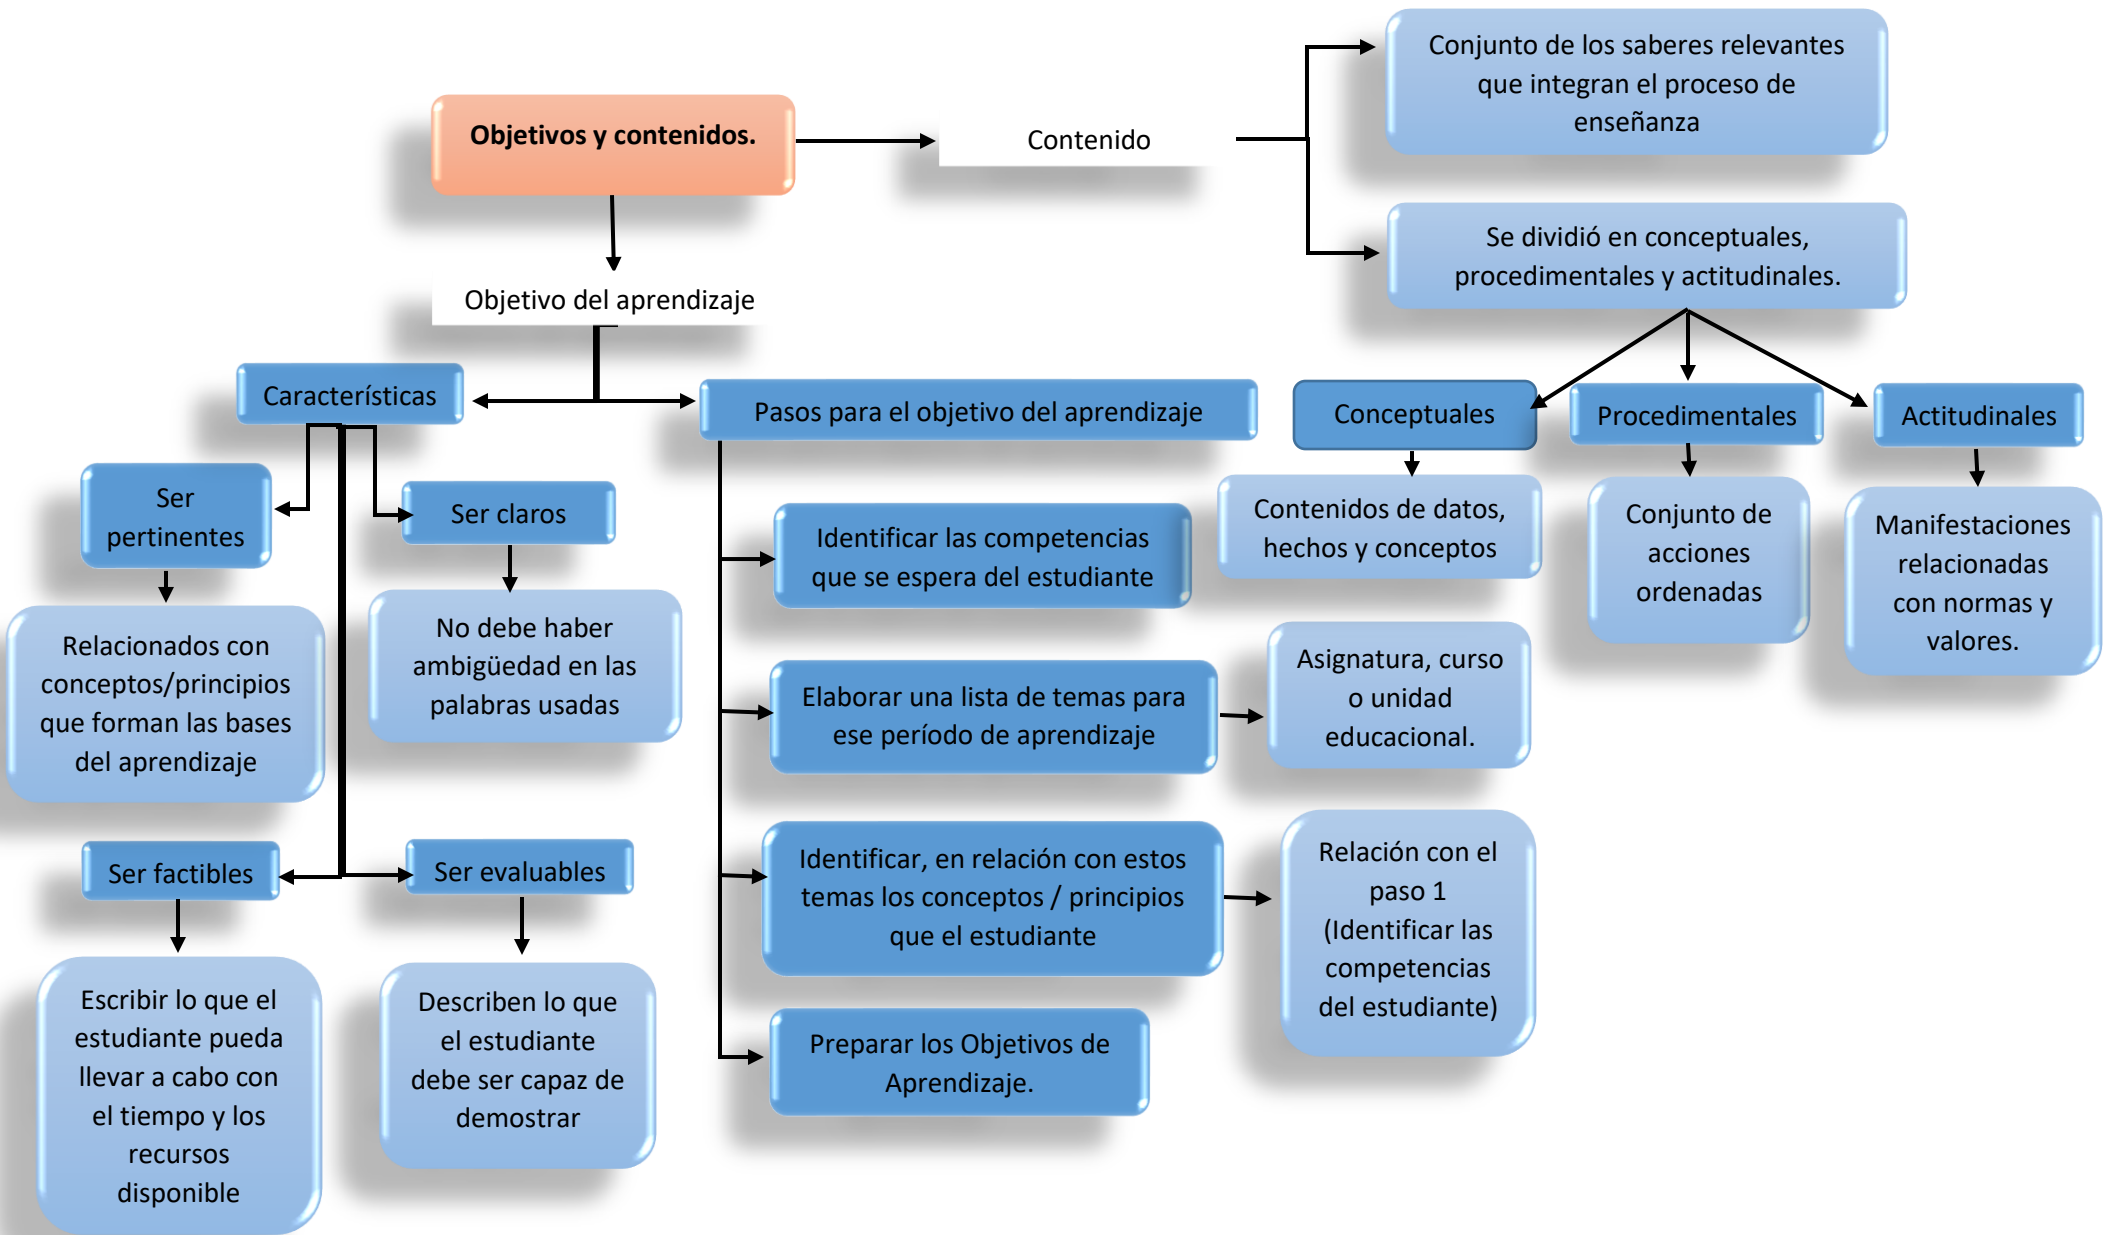 Objetivos y contenidos.
Contenido
Conjunto de los saberes relevantes
que integran el proceso de
enseñanza
Se dividió en conceptuales,
procedimentales y actitudinales.
Objetivo del aprendizaje
Características
Pasos para el objetivo del aprendizaje
Conceptuales
Procedimentales
Actitudinales
Ser
pertinentes
Ser claros
Relacionados con
conceptos/principios
que forman las bases
del aprendizaje
No debe haber
ambigüedad en las
palabras usadas
Ser factibles
Ser evaluables
Escribir lo que el
estudiante pueda
llevar a cabo con
el tiempo y los
recursos
disponible
Describen lo que
el estudiante
debe ser capaz de
demostrar
Identificar las competencias
que se espera del estudiante
Elaborar una lista de temas para
ese período de aprendizaje
Asignatura, curso
o unidad
educacional.
Identificar, en relación con estos
temas los conceptos / principios
que el estudiante
Relación con el
paso 1
(Identificar las
competencias
del estudiante)
Preparar los Objetivos de
Aprendizaje.
Contenidos de datos,
hechos y conceptos
Conjunto de
acciones
ordenadas
Manifestaciones
relacionadas
con normas y
valores.